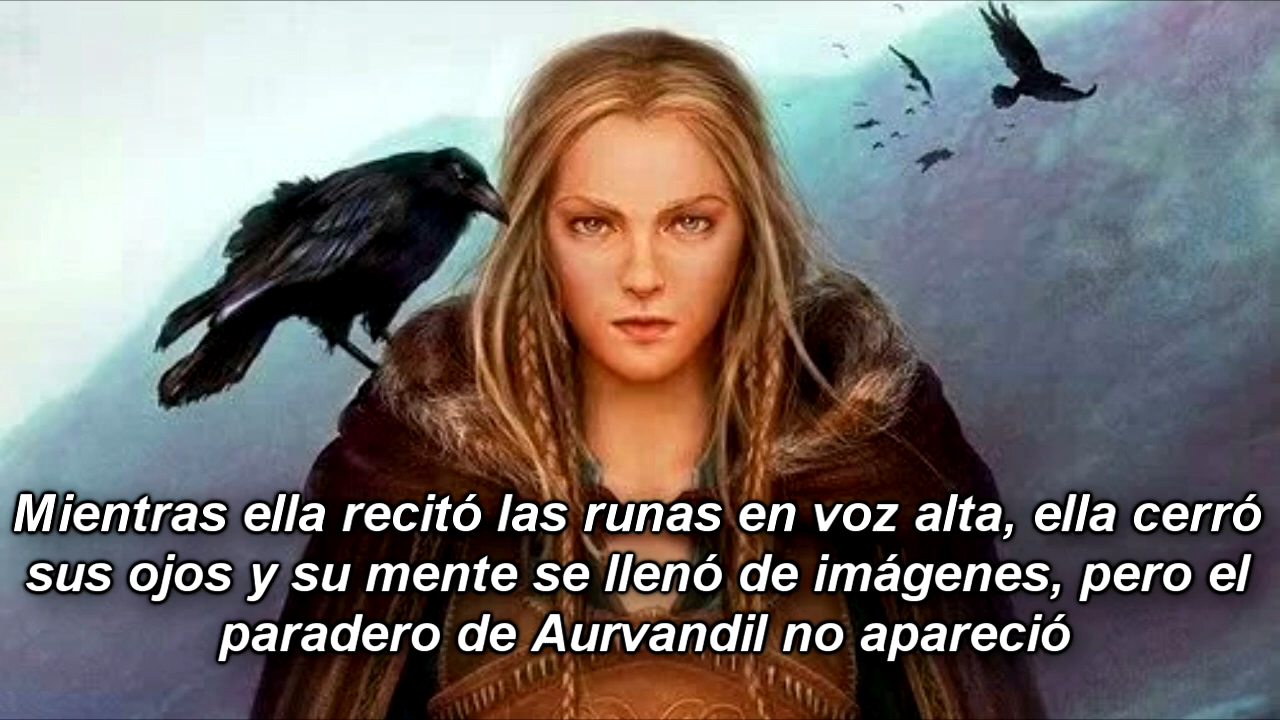 Mientras ella recitó las runas en voz alta, ella cerró
sus ojos y su mente se llenó de imágenes, pero el
paradero de Aurvandil no apareció